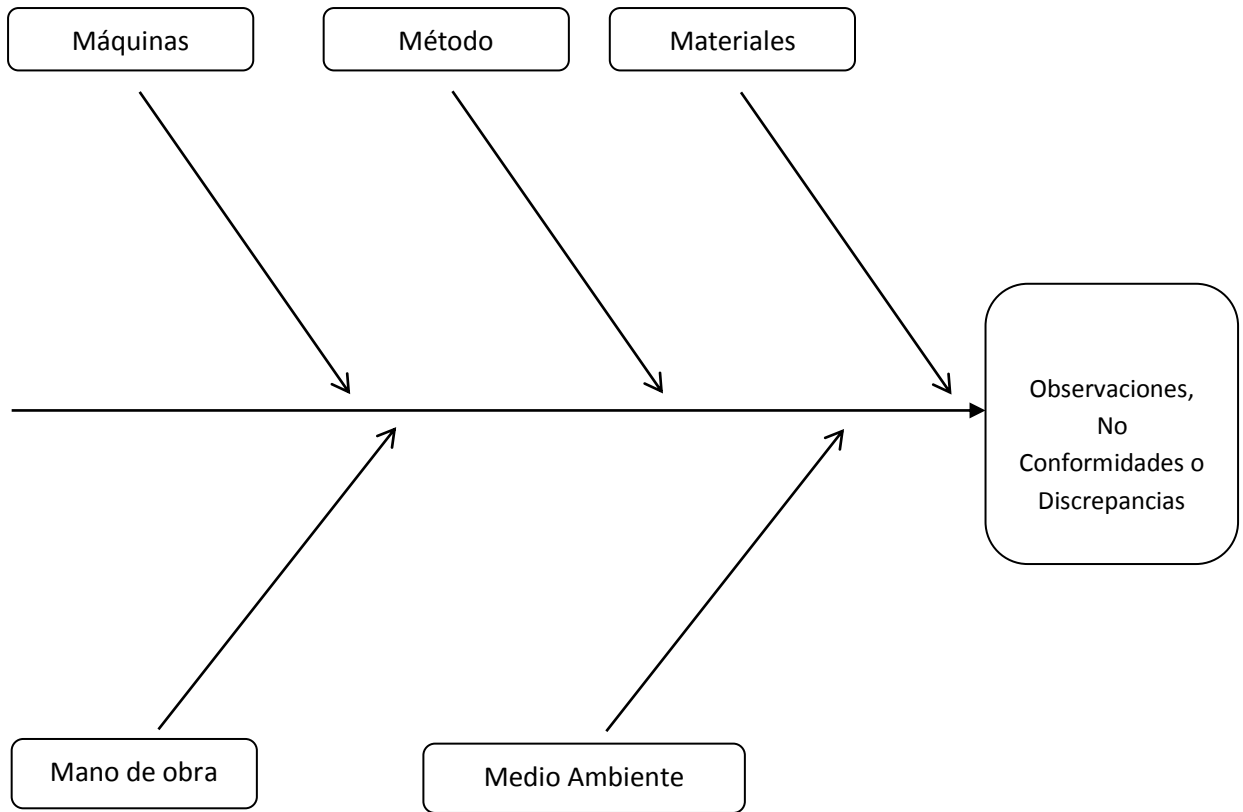 Máquinas
Método
Materiales
Observaciones,
No
Conformidades o
Discrepancias
Mano de obra
Medio Ambiente